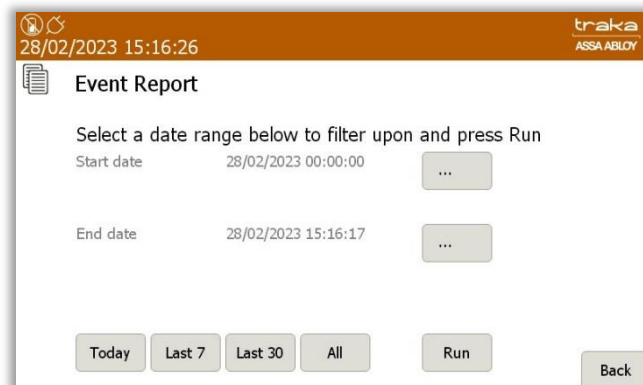 28/02/2023 15:16:26
traka
ASSA ABLOY
Event Report
Select a date range below to filter upon and press Run
Start date 28/02/2023 00:00:00 ...
End date 28/02/2023 15:16:17 ...
Today Last 7 Last 30 All Run
Back